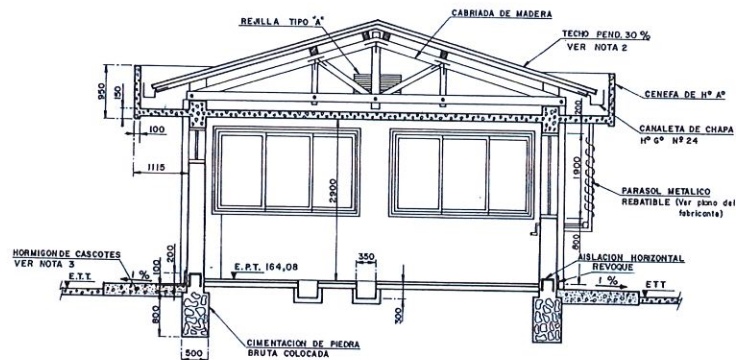 CABRIADA DE MADERA
REJILLA TIPO "A"
TECHO PEND. 30 %
VER NOTA 2
950
150
200
CENEFA DE Hº Aº
CANALETA DE CHAPA
Hº Gº Nº 24
100
1115
2900
1900
PARASOL METALICO
REBATIBLE (Ver plano del
fabricante)
800
HORMIGON DE CASCOTES
VER NOTA 3
E.T.T.
1 %
100
200
E.P.T. 164,08
350
300
AISLACION HORIZONTAL
REVOQUE
1 %
ETT
800
500
CIMENTACION DE PIEDRA
BRUTA COLOCADA